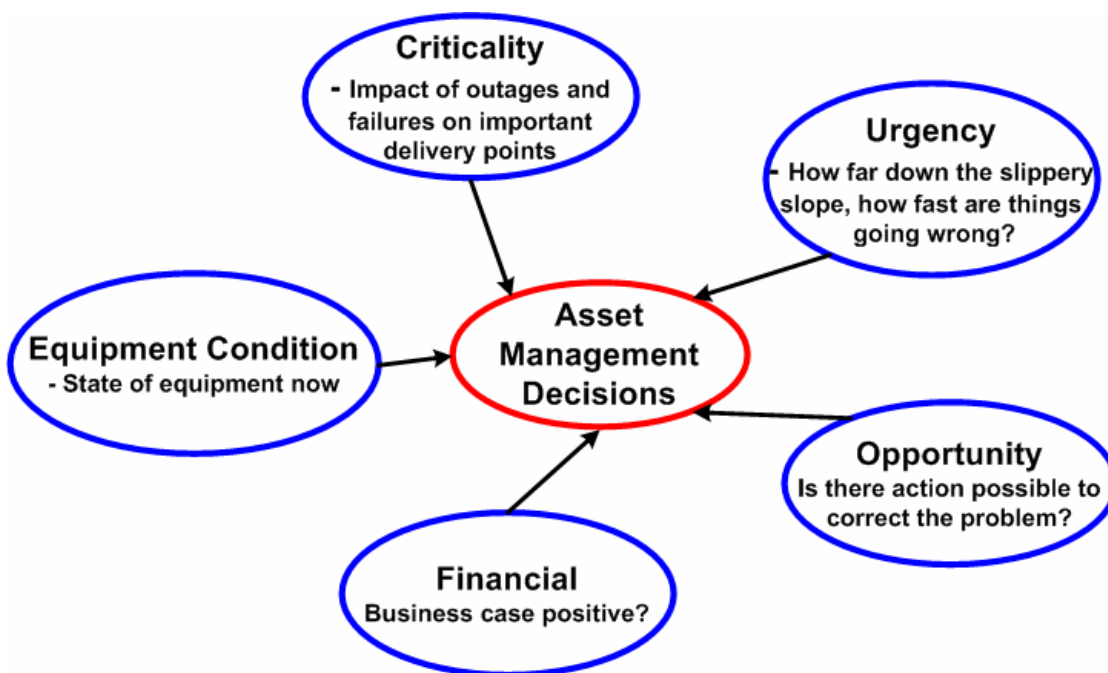 Criticality
- Impact of outages and
failures on important
delivery points
Urgency
- How far down the slippery
slope, how fast are things
going wrong?
Equipment Condition
- State of equipment now
Asset
Management
Decisions
Opportunity
Is there action possible to
correct the problem?
Financial
Business case positive?